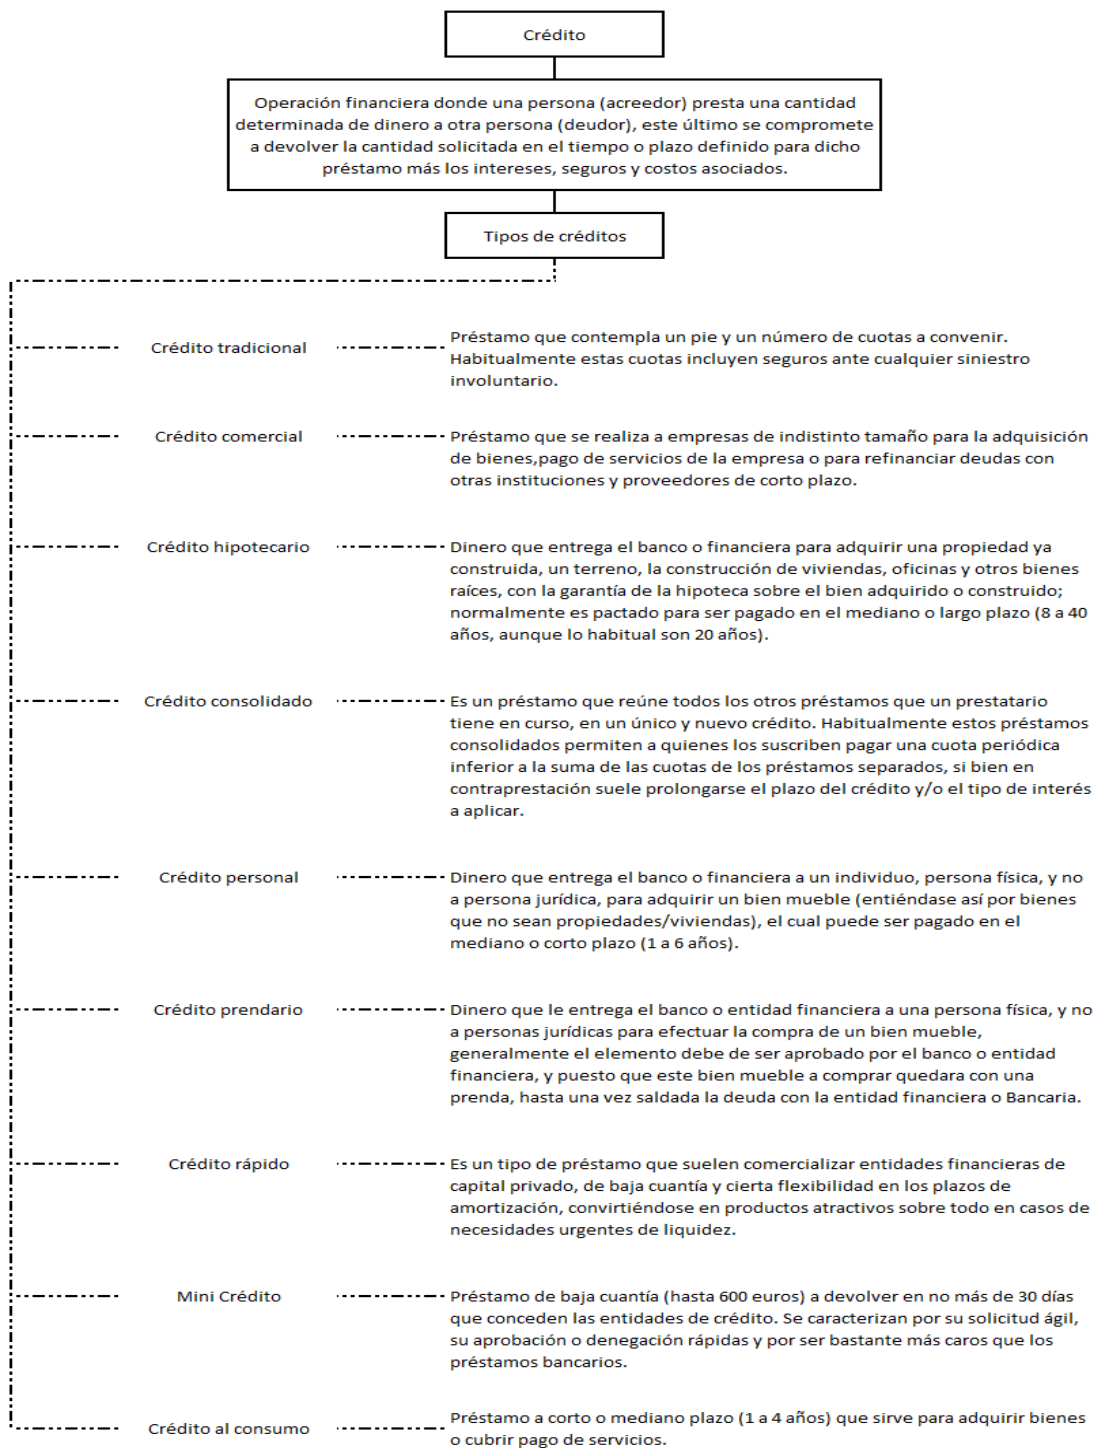 Crédito
Operación financiera donde una persona (acreedor) presta una cantidad
determinada de dinero a otra persona (deudor), este último se compromete
a devolver la cantidad solicitada en el tiempo o plazo definido para dicho
préstamo más los intereses, seguros y costos asociados.
Tipos de créditos
Crédito tradicional
Préstamo que contempla un pie y un número de cuotas a convenir.
Habitualmente estas cuotas incluyen seguros ante cualquier siniestro
involuntario.
Crédito comercial
Préstamo que se realiza a empresas de indistinto tamaño para la adquisición
de bienes,pago de servicios de la empresa o para refinanciar deudas con
otras instituciones y proveedores de corto plazo.
Crédito hipotecario
Dinero que entrega el banco o financiera para adquirir una propiedad ya
construida, un terreno, la construcción de viviendas, oficinas y otros bienes
raíces, con la garantía de la hipoteca sobre el bien adquirido o construido;
normalmente es pactado para ser pagado en el mediano o largo plazo (8 a 40
años, aunque lo habitual son 20 años).
Crédito consolidado
Es un préstamo que reúne todos los otros préstamos que un prestatario
tiene en curso, en un único y nuevo crédito. Habitualmente estos préstamos
consolidados permiten a quienes los suscriben pagar una cuota periódica
inferior a la suma de las cuotas de los préstamos separados, si bien en
contraprestación suele prolongarse el plazo del crédito y/o el tipo de interés
a aplicar.
Crédito personal
Dinero que entrega el banco o financiera a un individuo, persona física, y no
a persona jurídica, para adquirir un bien mueble (entiéndase así por bienes
que no sean propiedades/viviendas), el cual puede ser pagado en el
mediano o corto plazo (1 a 6 años).
Crédito prendario
Dinero que le entrega el banco o entidad financiera a una persona física, y no
a personas jurídicas para efectuar la compra de un bien mueble,
generalmente el elemento debe de ser aprobado por el banco o entidad
financiera, y puesto que este bien mueble a comprar quedara con una
prenda, hasta una vez saldada la deuda con la entidad financiera o Bancaria.
Crédito rápido
Es un tipo de préstamo que suelen comercializar entidades financieras de
capital privado, de baja cuantía y cierta flexibilidad en los plazos de
amortización, convirtiéndose en productos atractivos sobre todo en casos de
necesidades urgentes de liquidez.
Mini Crédito
Préstamo de baja cuantía (hasta 600 euros) a devolver en no más de 30 días
que conceden las entidades de crédito. Se caracterizan por su solicitud ágil,
su aprobación o denegación rápidas y por ser bastante más caros que los
préstamos bancarios.
Crédito al consumo
Préstamo a corto o mediano plazo (1 a 4 años) que sirve para adquirir bienes
o cubrir pago de servicios.